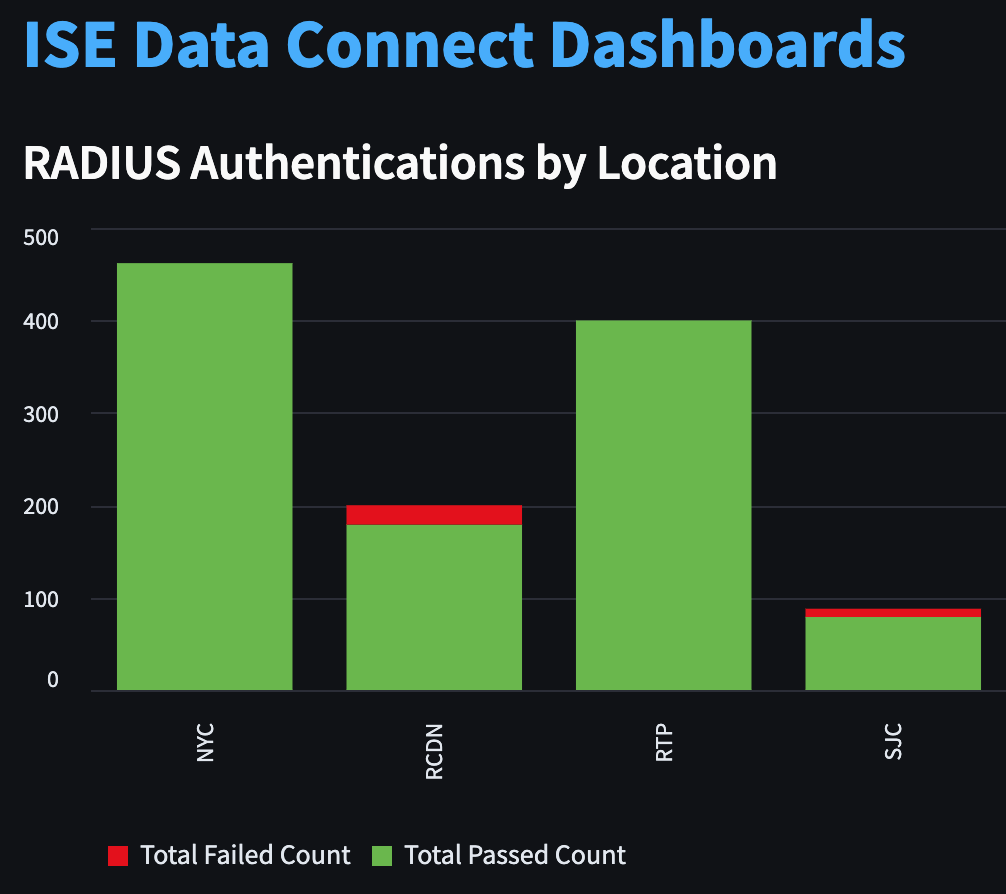 ISE Data Connect Dashboards
RADIUS Authentications by Location
500
400
300
200
100
0
NYC
RCDN
RTP
SJC
Total Failed Count
Total Passed Count